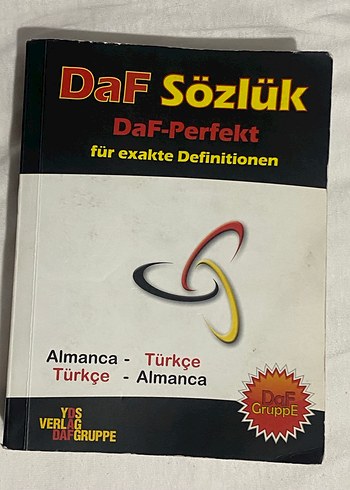 DaF Sözlük
DaF-Perfekt
für exakte Definitionen
Almanca - Türkçe
Türkçe - Almanca
YDS
VERLAG
DAFGRUPPE
DaF
GruppE